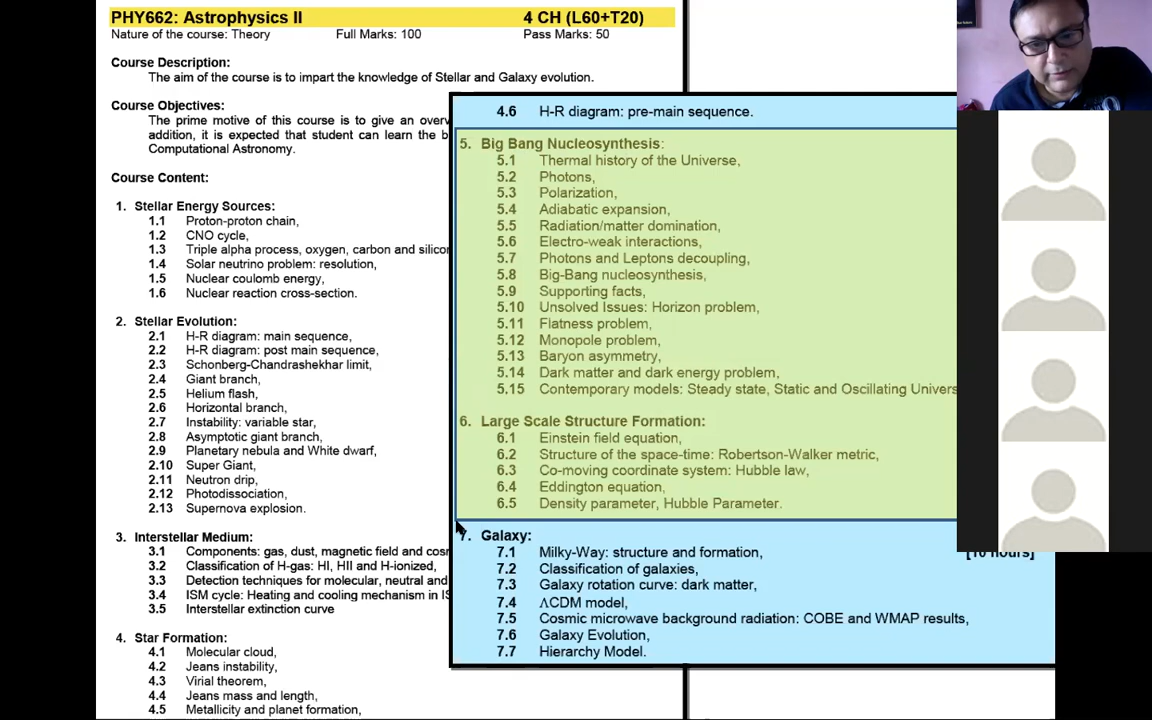 PHY662: Astrophysics II 4 CH (L60+T20)
Nature of the course: Theory Full Marks: 100 Pass Marks: 50
Course Description:
The aim of the course is to impart the knowledge of Stellar and Galaxy evolution.
Course Objectives:
The prime motive of this course is to give an
addition, it is expected that student can learn the
Computational Astronomy.
Course Content:
1. Stellar Energy Sources:
1.1 Proton-proton chain,
1.2 CNO cycle,
1.3 Triple alpha process, oxygen, carbon and
1.4 Solar neutrino problem: resolution,
1.5 Nuclear coulomb energy,
1.6 Nuclear reaction cross-section.
2. Stellar Evolution:
2.1 H-R diagram: main sequence,
2.2 H-R diagram: post main sequence,
2.3 Schonberg-Chandrashekhar limit,
2.4 Giant branch,
2.5 Helium flash,
2.6 Horizontal branch,
2.7 Instability: variable star,
2.8 Asymptotic giant branch,
2.9 Planetary nebula and White dwarf,
2.10 Super Giant,
2.11 Neutron drip,
2.12 Photodissociation,
2.13 Supernova explosion.
3. Interstellar Medium:
3.1 Components: gas, dust, magnetic field and
3.2 Classification of H-gas: HI, HII and H-ionized,
3.3 Detection techniques for molecular, neutral and
3.4 ISM cycle: Heating and cooling mechanism in
3.5 Interstellar extinction curve
4. Star Formation:
4.1 Molecular cloud,
4.2 Jeans instability,
4.3 Virial theorem,
4.4 Jeans mass and length,
4.5 Metallicity and planet formation,
4.6 H-R diagram: pre-main sequence.
5. Big Bang Nucleosynthesis:
5.1 Thermal history of the Universe,
5.2 Photons,
5.3 Polarization,
5.4 Adiabatic expansion,
5.5 Radiation/matter domination,
5.6 Electro-weak interactions,
5.7 Photons and Leptons decoupling,
5.8 Big-Bang nucleosynthesis,
5.9 Supporting facts,
5.10 Unsolved Issues: Horizon problem,
5.11 Flatness problem,
5.12 Monopole problem,
5.13 Baryon asymmetry,
5.14 Dark matter and dark energy problem,
5.15 Contemporary models: Steady state, Static and Oscillating
6. Large Scale Structure Formation:
6.1 Einstein field equation,
6.2 Structure of the space-time: Robertson-Walker metric,
6.3 Co-moving coordinate system: Hubble law,
6.4 Eddington equation,
6.5 Density parameter, Hubble Parameter.
7. Galaxy:
7.1 Milky-Way: structure and formation,
7.2 Classification of galaxies,
7.3 Galaxy rotation curve: dark matter,
7.4 ΛCDM model,
7.5 Cosmic microwave background radiation: COBE and WMAP results,
7.6 Galaxy Evolution,
7.7 Hierarchy Model.